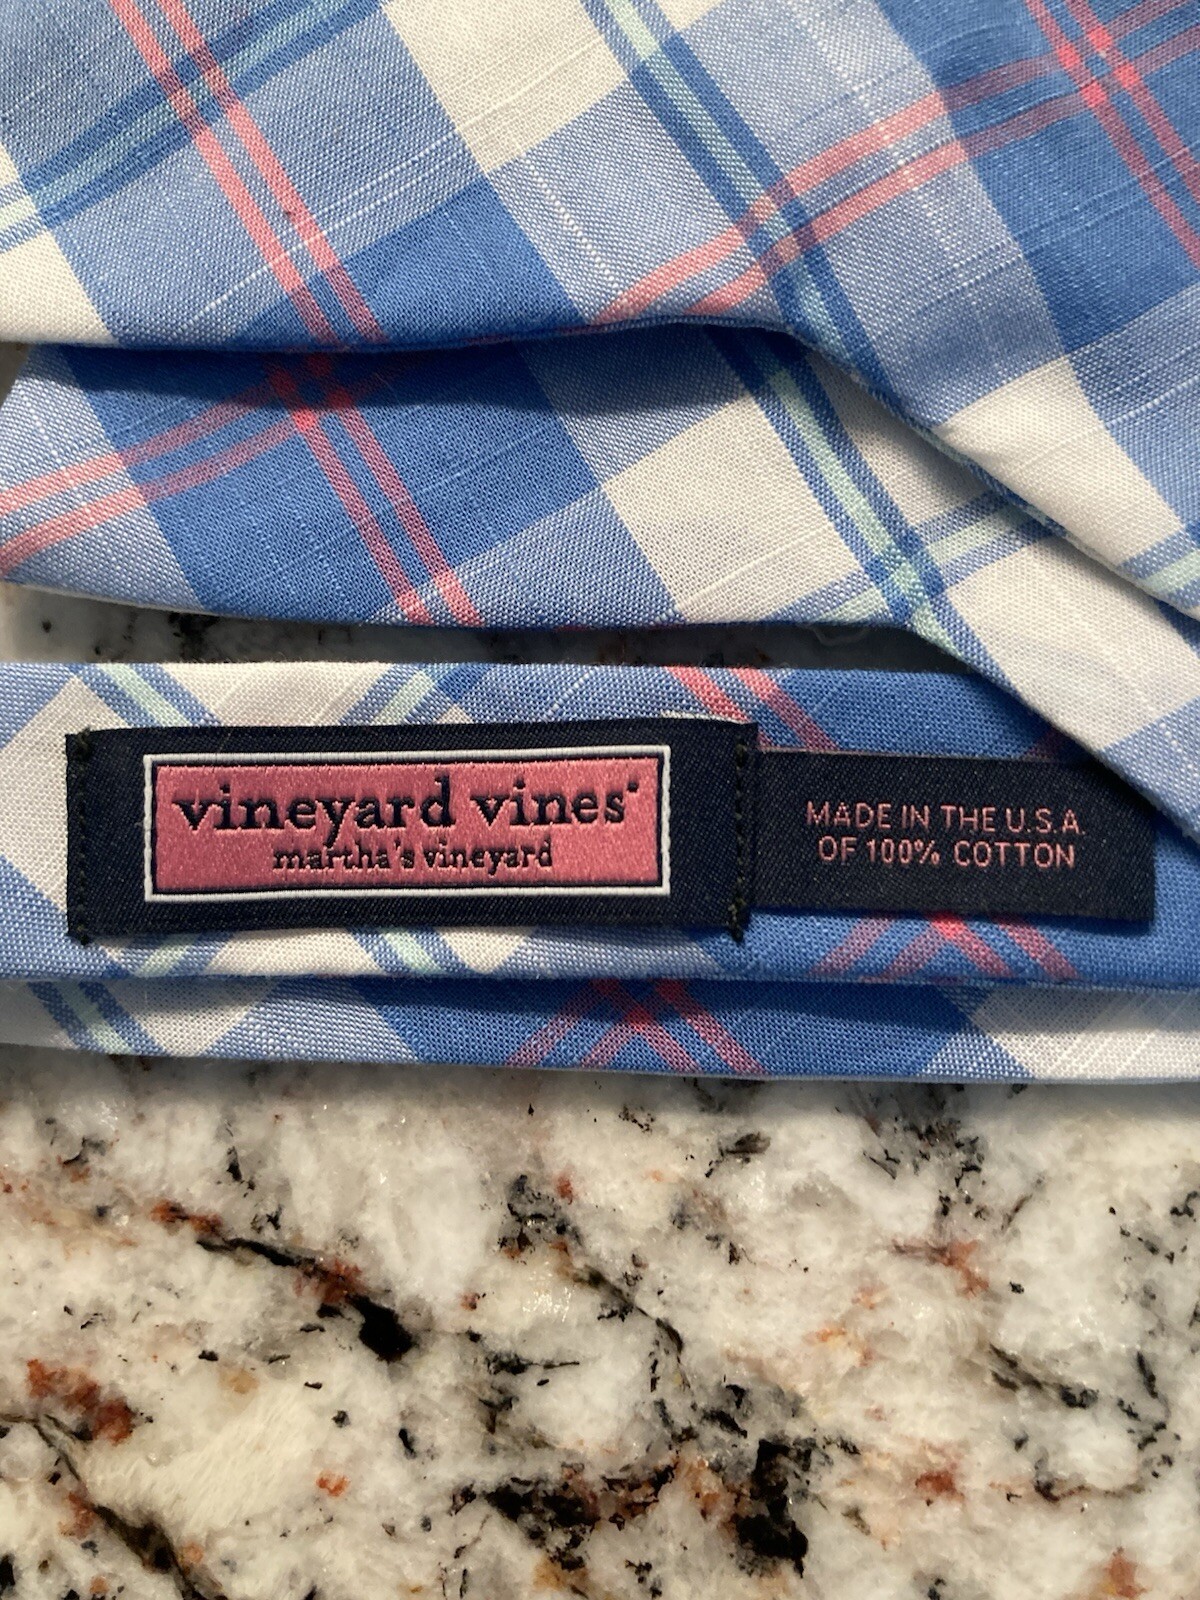 vineyard vines®
martha's vineyard
MADE IN THE U.S.A.
OF 100% COTTON